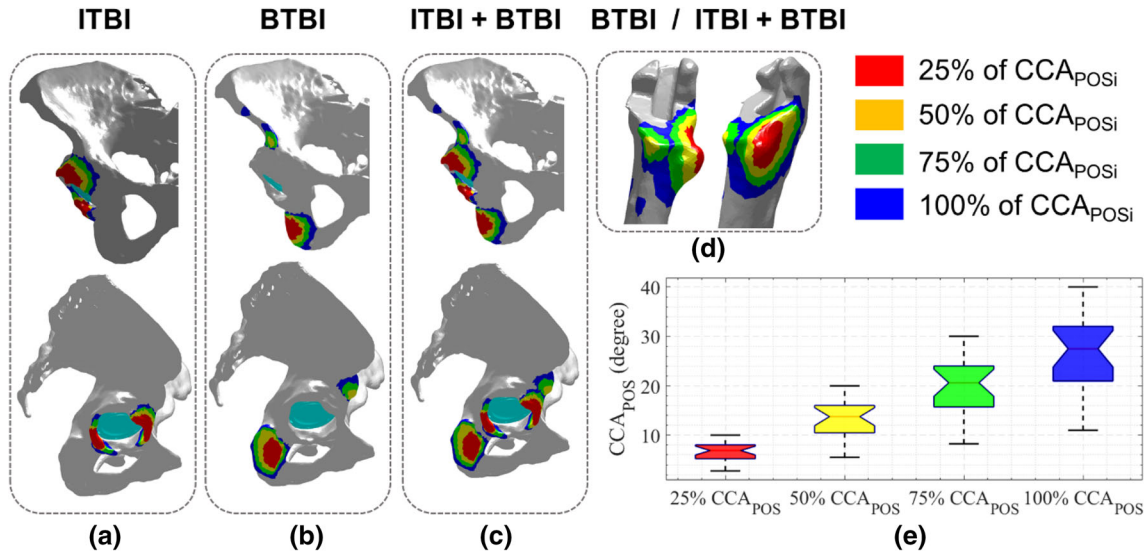 ITBI
BTBI
ITBI + BTBI
BTBI / ITBI + BTBI
25% of CCAPOSi
50% of CCAPOSi
75% of CCAPOSi
100% of CCAPOSi
(d)
CCAPOS (degree)
40
30
20
10
25% CCAPOS
50% CCAPOS
75% CCAPOS
100% CCAPOS
(a)
(b)
(c)
(e)